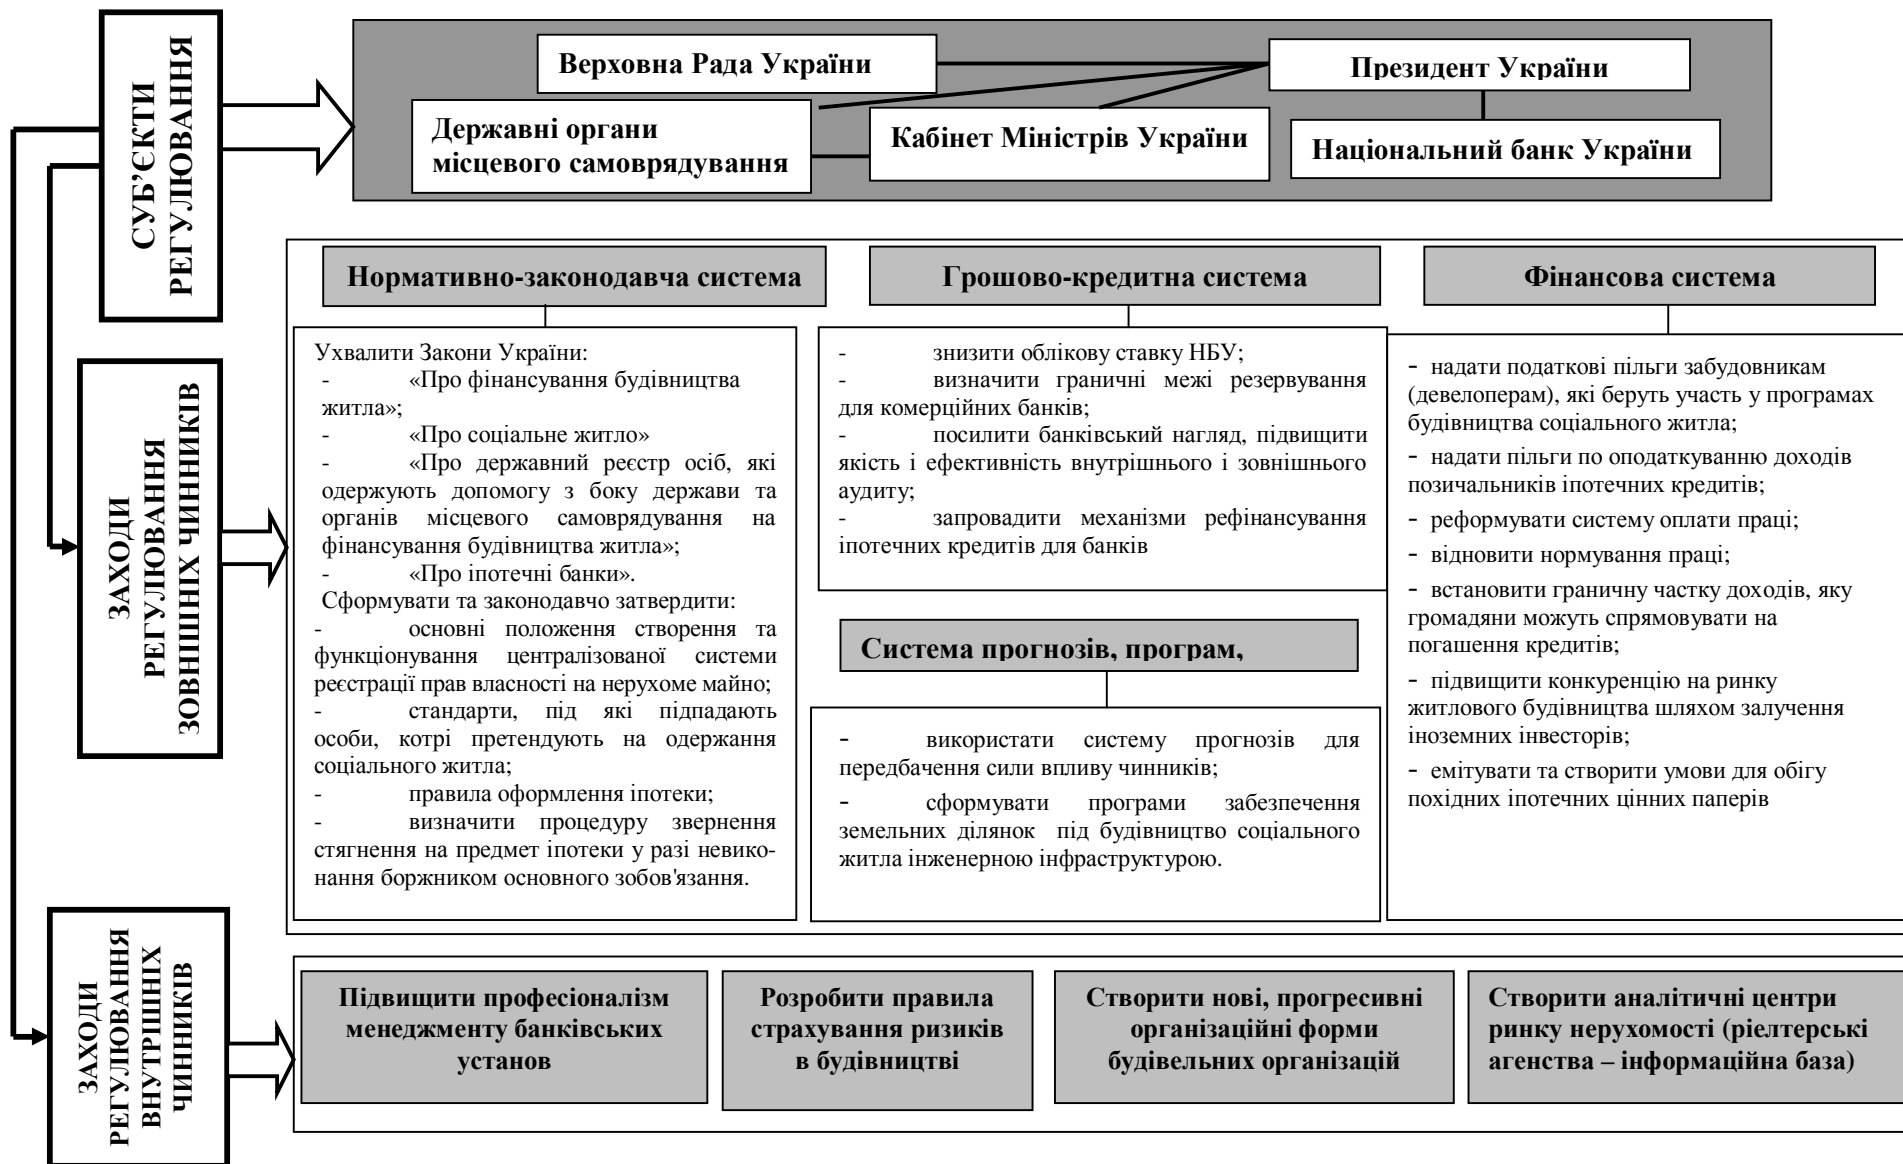 СУБ’ЄКТИ
РЕГУЛЮВАННЯ
Верховна Рада України
Президент України
Державні органи
місцевого самоврядування
Кабінет Міністрів України
Національний банк України
ЗАХОДИ
РЕГУЛЮВАННЯ
ЗОВНІШНІХ ЧИННИКІВ
Нормативно-законодавча система
Ухвалити Закони України:
- «Про фінансування будівництва
житла»;
- «Про соціальне житло»
- «Про державний реєстр осіб, які
одержують допомогу з боку держави та
органів місцевого самоврядування на
фінансування будівництва житла»;
- «Про іпотечні банки».
Сформувати та законодавчо затвердити:
- основні положення створення та
функціонування централізованої системи
реєстрації прав власності на нерухоме майно;
- стандарти, під які підпадають
особи, котрі претендують на одержання
соціального житла;
- правила оформлення іпотеки;
- визначити процедуру звернення
стягнення на предмет іпотеки у разі невико-
нання боржником основного зобов'язання.
Грошово-кредитна система
- знизити облікову ставку НБУ;
- визначити граничні межі резервування
для комерційних банків;
- посилити банківський нагляд, підвищити
якість і ефективність внутрішнього і зовнішнього
аудиту;
- запровадити механізми рефінансування
іпотечних кредитів для банків
Система прогнозів, програм,
- використати систему прогнозів для
передбачення сили впливу чинників;
- сформувати програми забезпечення
земельних ділянок під будівництво соціального
житла інженерною інфраструктурою.
Фінансова система
- надати податкові пільги забудовникам
(девелоперам), які беруть участь у програмах
будівництва соціального житла;
- надати пільги по оподаткуванню доходів
позичальників іпотечних кредитів;
- реформувати систему оплати праці;
- відновити нормування праці;
- встановити граничну частку доходів, яку
громадяни можуть спрямовувати на
погашення кредитів;
- підвищити конкуренцію на ринку
житлового будівництва шляхом залучення
іноземних інвесторів;
- емітувати та створити умови для обігу
похідних іпотечних цінних паперів
ЗАХОДИ
РЕГУЛЮВАННЯ
ВНУТРІШНІХ
ЧИННИКІВ
Підвищити професіоналізм
менеджменту банківських
установ
Розробити правила
страхування ризиків
в будівництві
Створити нові, прогресивні
організаційні форми
будівельних організацій
Створити аналітичні центри
ринку нерухомості (ріелтерські
агенства – інформаційна база)